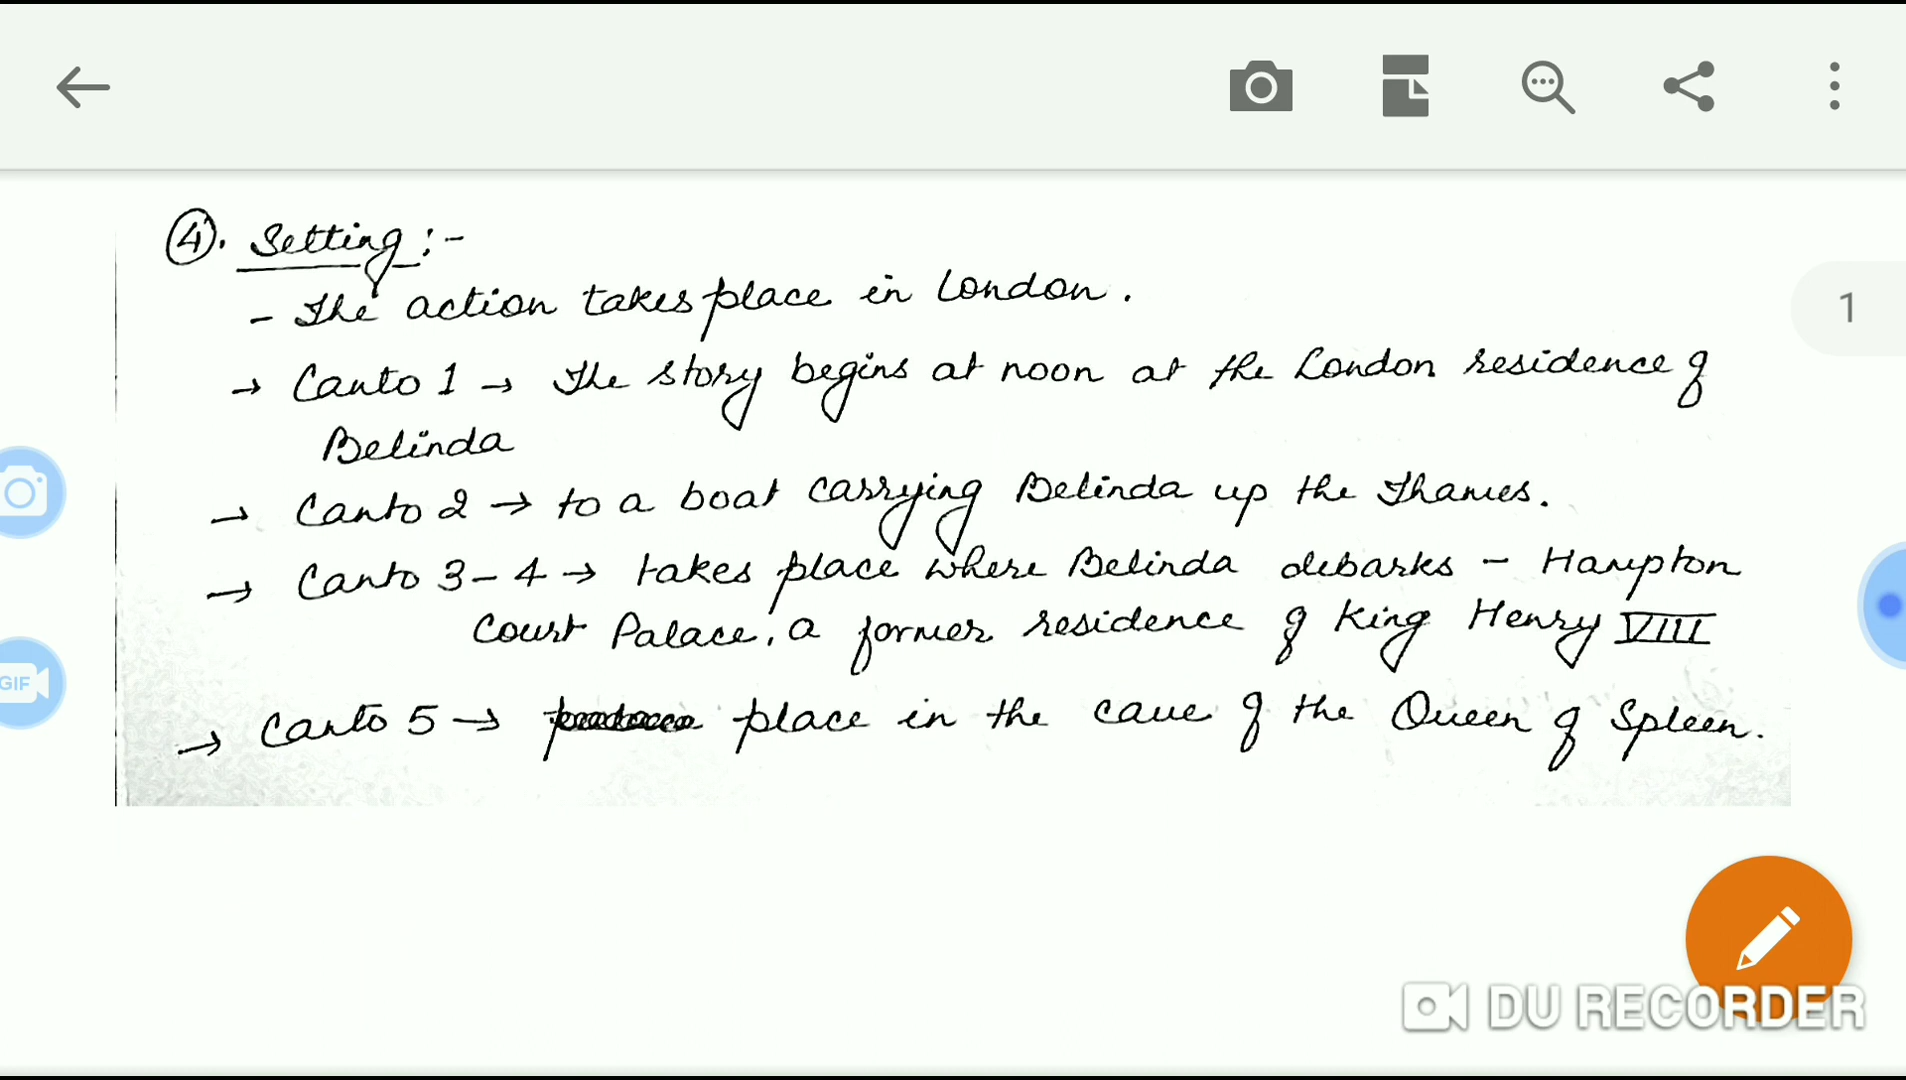 1
④. Setting :-
- The action takes place in London.
→ Canto 1 → The story begins at noon at the London residence of
Belinda
→ Canto 2 → to a boat carrying Belinda up the Thames.
→ Canto 3-4 → takes place where Belinda debarks - Hampton
Court Palace, a former residence of King Henry VIII
→ Canto 5 → place in the cave of the Queen of Spleen.
GIF
DU RECORDER